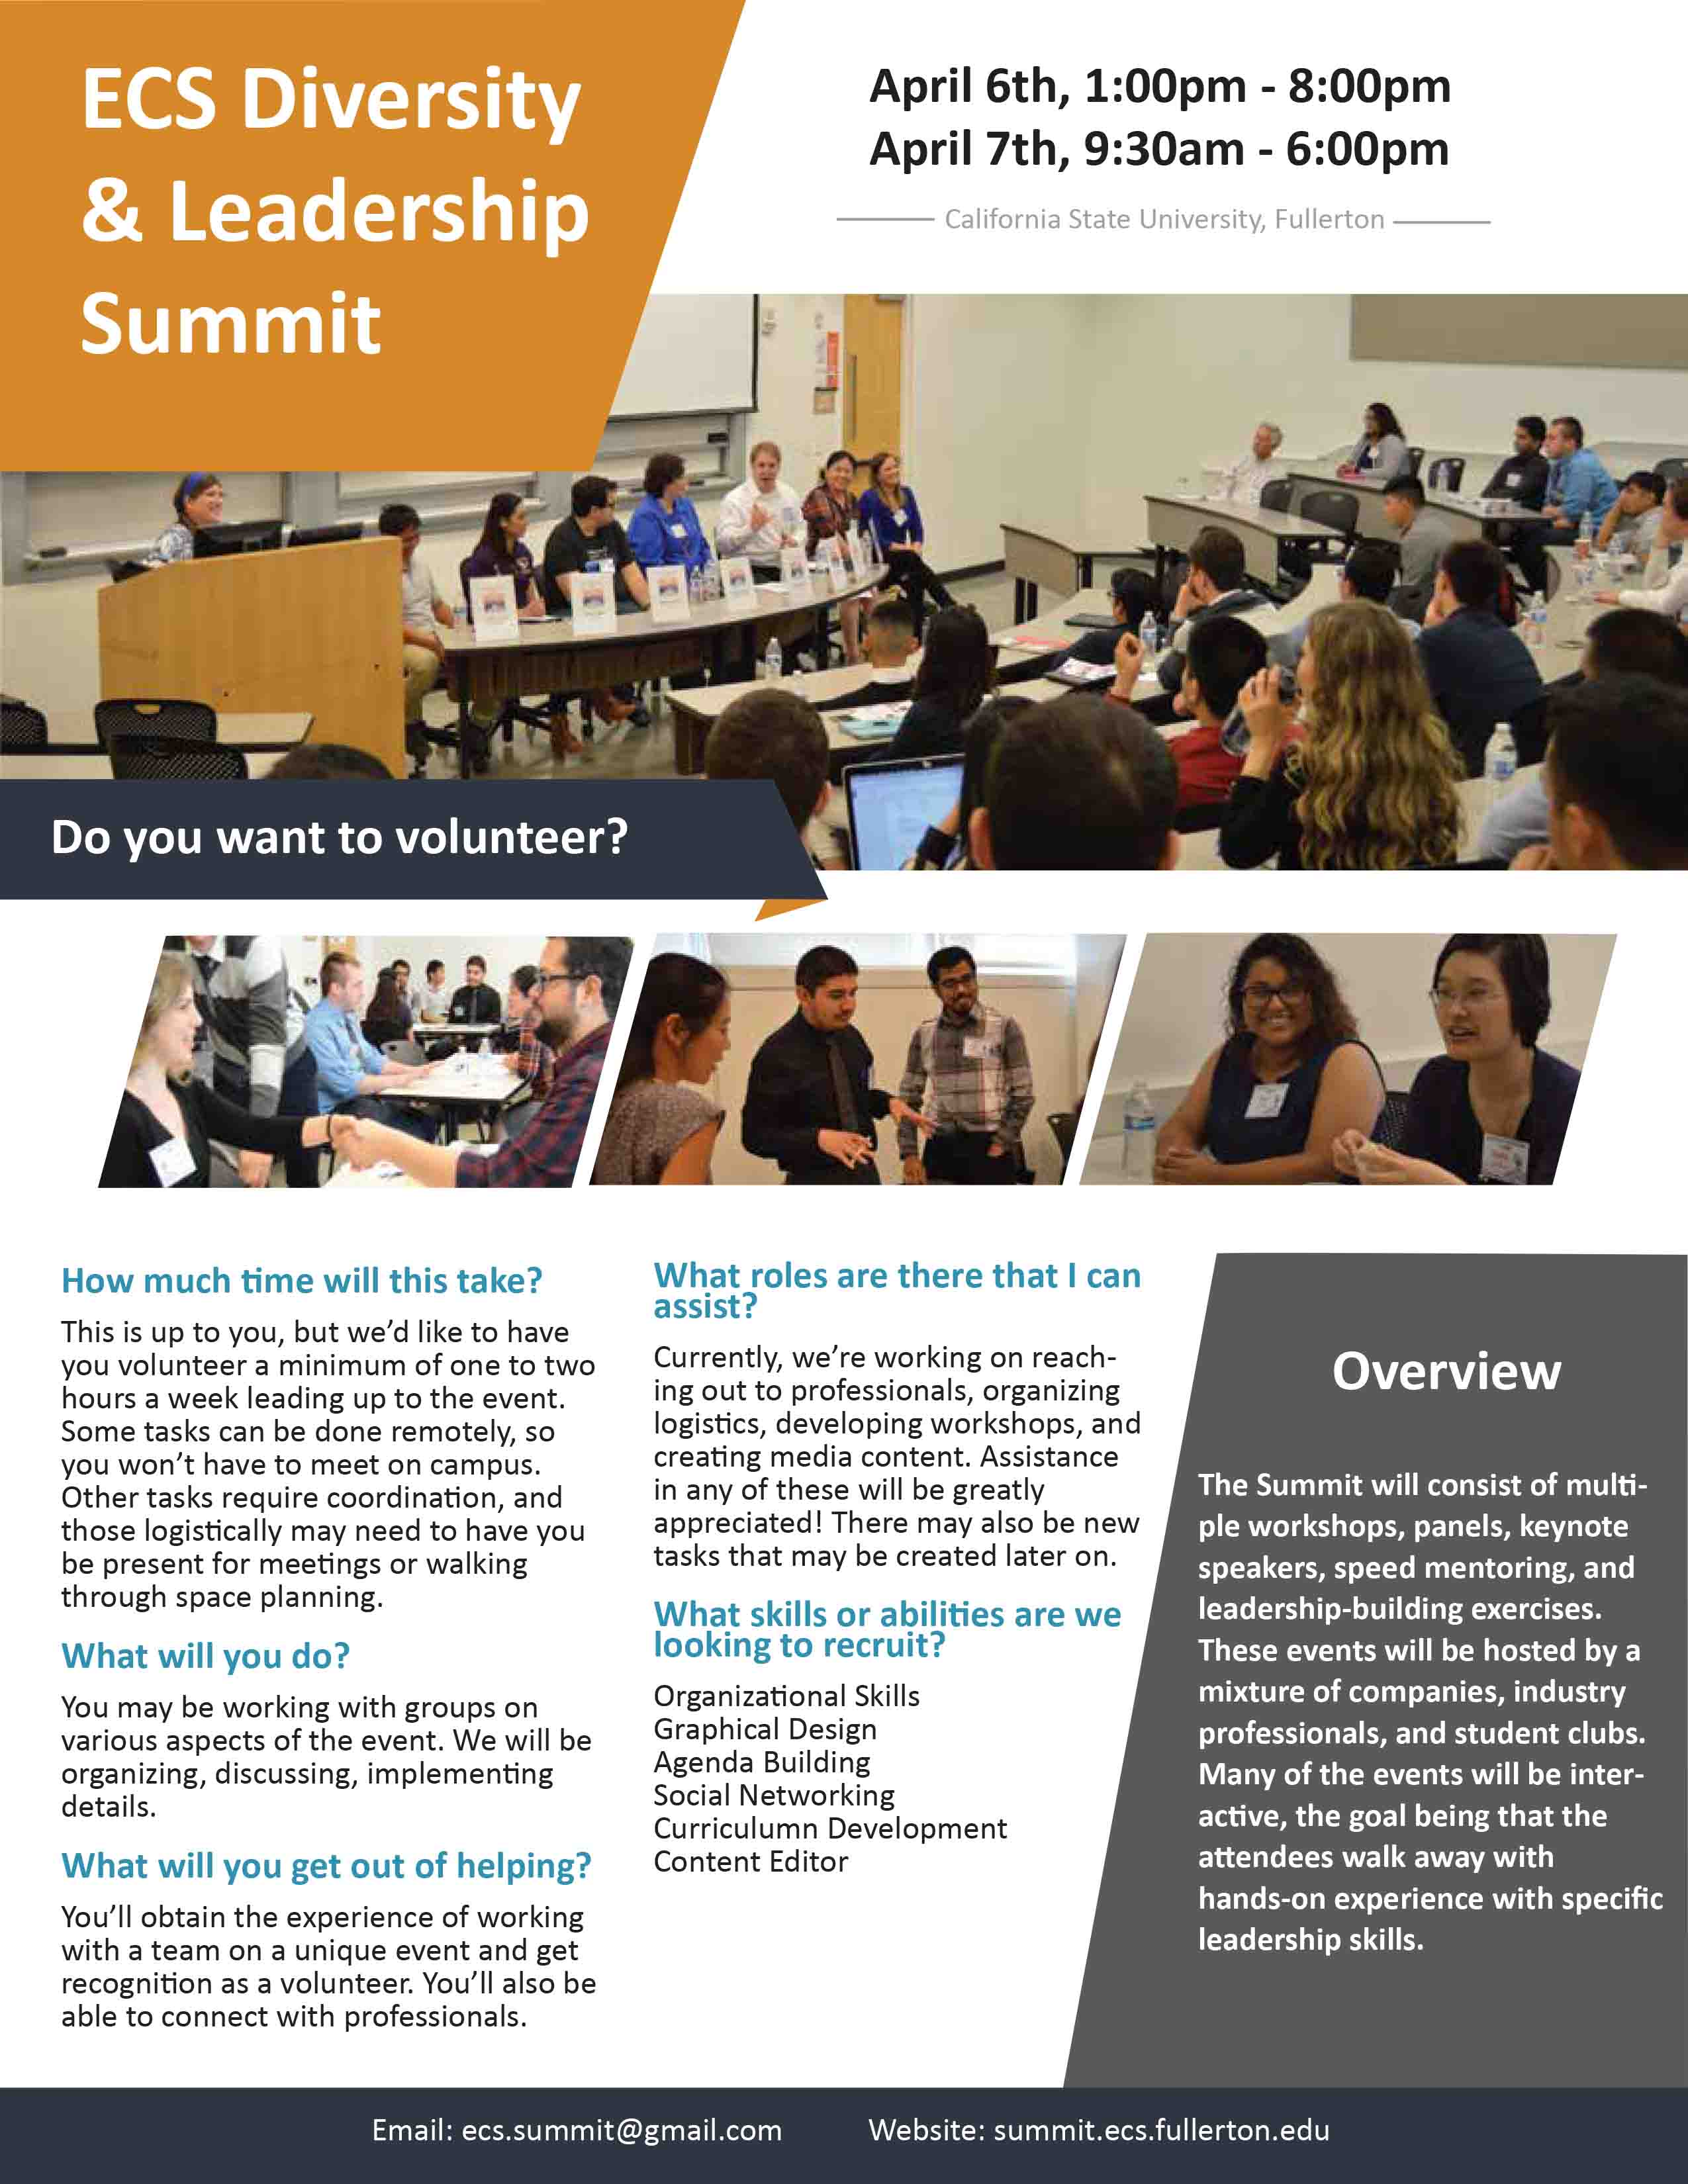 ECS Diversity
& Leadership
Summit
April 6th, 1:00pm - 8:00pm
April 7th, 9:30am - 6:00pm
California State University, Fullerton
Do you want to volunteer?
How much time will this take?
This is up to you, but we’d like to have
you volunteer a minimum of one to two
hours a week leading up to the event.
Some tasks can be done remotely, so
you won’t have to meet on campus.
Other tasks require coordination, and
those logistically may need to have you
be present for meetings or walking
through space planning.
What will you do?
You may be working with groups on
various aspects of the event. We will be
organizing, discussing, implementing
details.
What will you get out of helping?
You’ll obtain the experience of working
with a team on a unique event and get
recognition as a volunteer. You’ll also be
able to connect with professionals.
What roles are there that I can
assist?
Currently, we’re working on reach-
ing out to professionals, organizing
logistics, developing workshops, and
creating media content. Assistance
in any of these will be greatly
appreciated! There may also be new
tasks that may be created later on.
What skills or abilities are we
looking to recruit?
Organizational Skills
Graphical Design
Agenda Building
Social Networking
Curriculumn Development
Content Editor
Overview
The Summit will consist of multi-
ple workshops, panels, keynote
speakers, speed mentoring, and
leadership-building exercises.
These events will be hosted by a
mixture of companies, industry
professionals, and student clubs.
Many of the events will be inter-
active, the goal being that the
attendees walk away with
hands-on experience with specific
leadership skills.
Email: ecs.summit@gmail.com Website: summit.ecs.fullerton.edu